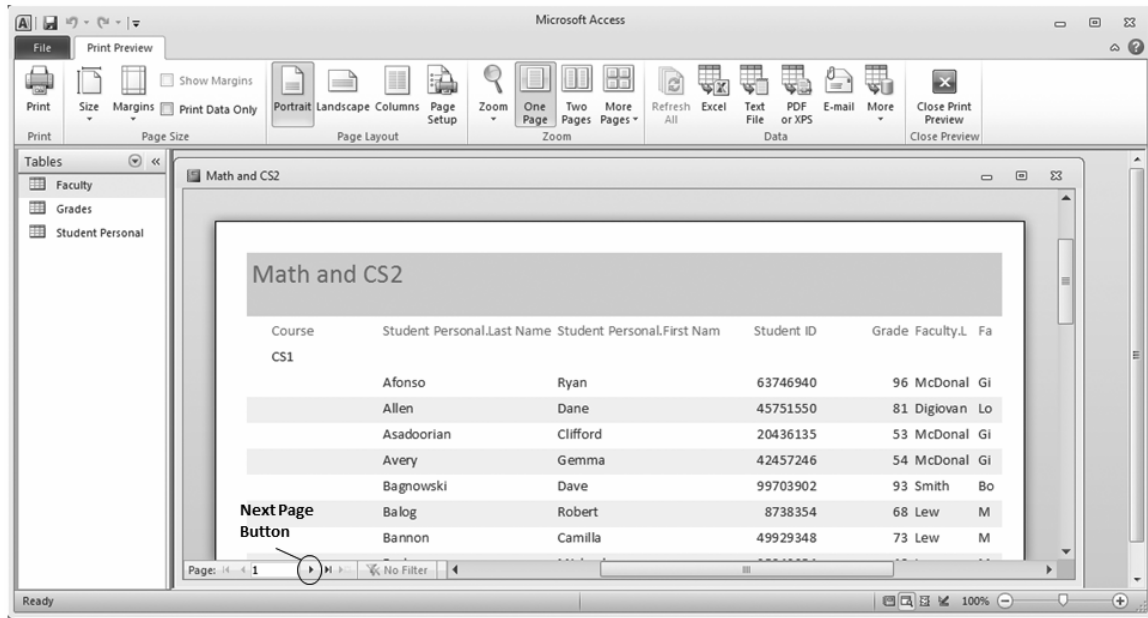 Microsoft Access
File Print Preview
Show Margins
Print Data Only
Print Size Margins Portrait Landscape Columns Page Setup Zoom One Page Two Pages More Pages Refresh All Excel Text File PDF or XPS E-mail More Close Print Preview
Print Page Size Page Layout Zoom Data Close Preview
Tables
Faculty
Grades
Student Personal
Math and CS2
Math and CS2
Course Student Personal.Last Name Student Personal.First Nam Student ID Grade Faculty.L Fa
CS1
Afonso Ryan 63746940 96 McDonal Gi
Allen Dane 45751550 81 Digiovan Lo
Asadoorian Clifford 20436135 53 McDonal Gi
Avery Gemma 42457246 54 McDonal Gi
Bagnowski Dave 99703902 93 Smith Bo
Balog Robert 8738354 68 Lew M
Bannon Camilla 49929348 73 Lew M
Next Page
Button
Page: 1 No Filter
Ready 100%